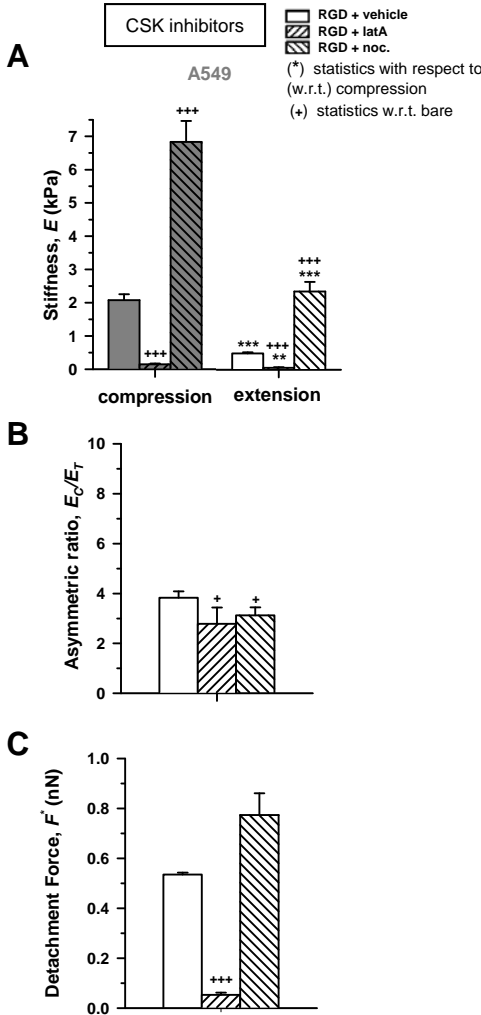 CSK inhibitors
RGD + vehicle
RGD + latA
RGD + noc.
(*) statistics with respect to
(w.r.t.) compression
(+) statistics w.r.t. bare
A
A549
+++
7
6
5
4
3
2
1
0
Stiffness, E (kPa)
+++
***
+++
**
+++
***
compression extension
B
10
8
6
4
2
0
Asymmetric ratio, E_C/E_T
+ +
C
1.0
0.8
0.6
0.4
0.2
0.0
Detachment Force, F* (nN)
+++